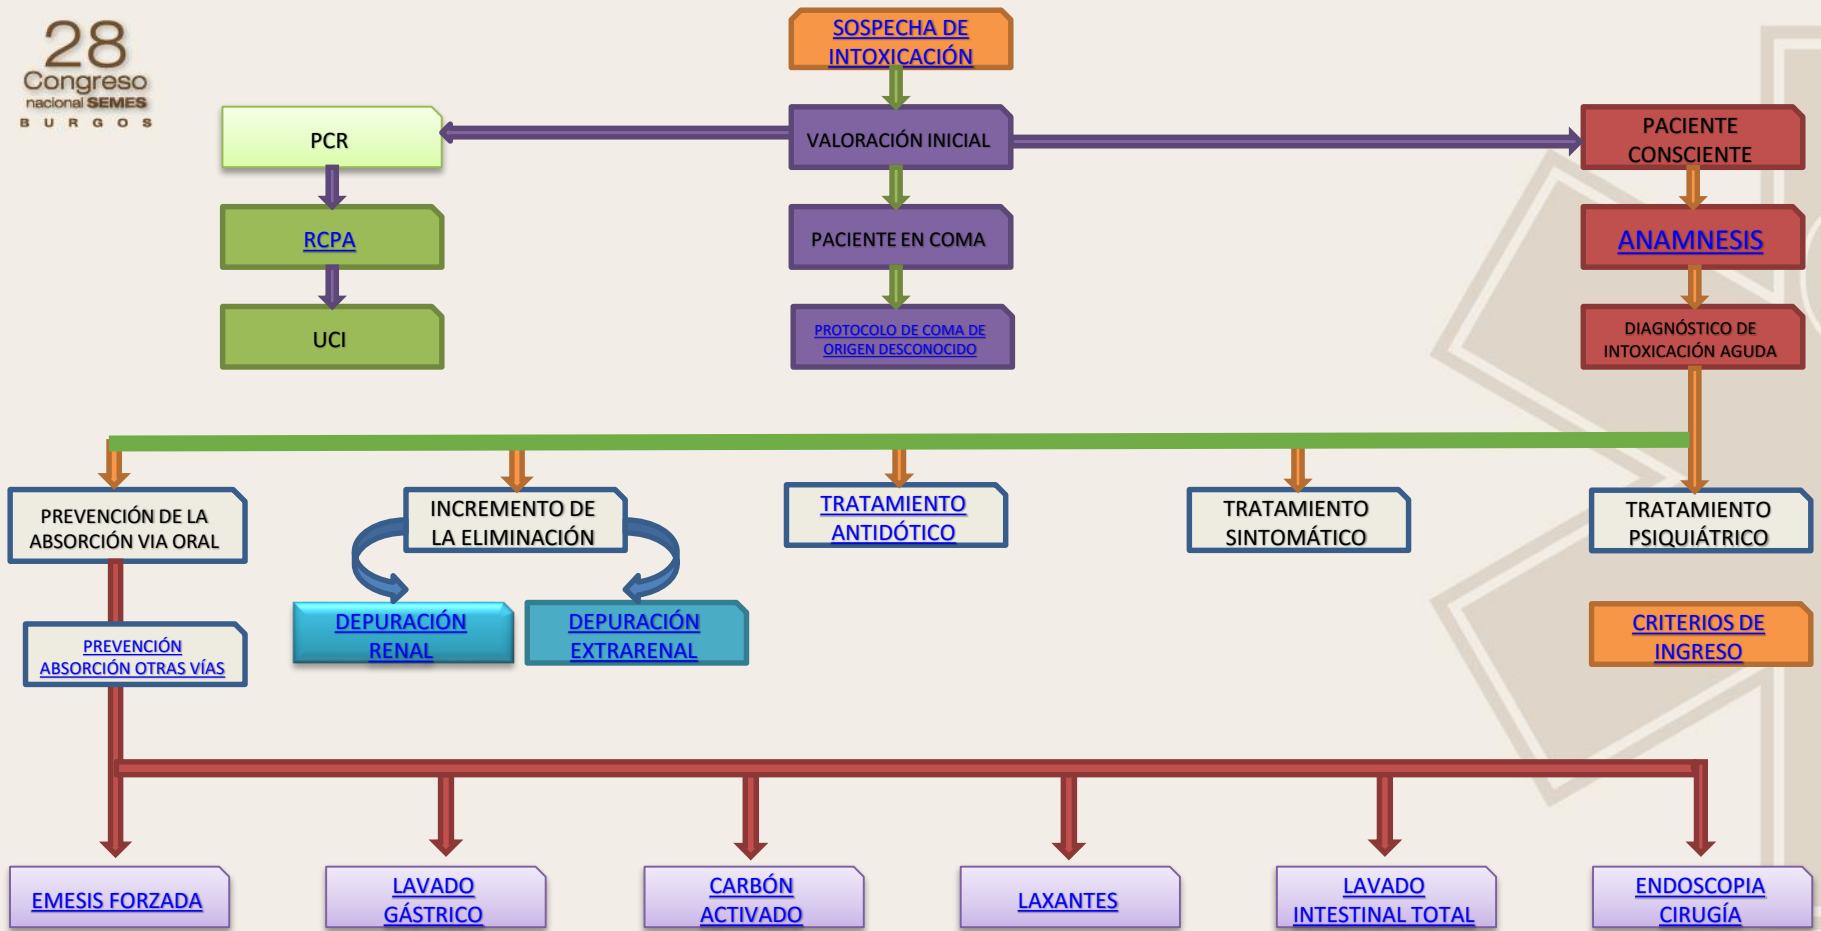 28
Congreso
nacional SEMES
BURGOS
SOSPECHA DE
INTOXICACIÓN
PCR
VALORACIÓN INICIAL
PACIENTE
CONSCIENTE
RCPA
PACIENTE EN COMA
ANAMNESIS
UCI
PROTOCOLO DE COMA DE
ORIGEN DESCONOCIDO
DIAGNÓSTICO DE
INTOXICACIÓN AGUDA
PREVENCIÓN DE LA
ABSORCIÓN VIA ORAL
INCREMENTO DE
LA ELIMINACIÓN
TRATAMIENTO
ANTIDÓTICO
TRATAMIENTO
SINTOMÁTICO
TRATAMIENTO
PSIQUIÁTRICO
PREVENCIÓN
ABSORCIÓN OTRAS VÍAS
DEPURACIÓN
RENAL
DEPURACIÓN
EXTRARENAL
CRITERIOS DE
INGRESO
EMESIS FORZADA
LAVADO
GÁSTRICO
CARBÓN
ACTIVADO
LAXANTES
LAVADO
INTESTINAL TOTAL
ENDOSCOPIA
CIRUGÍA